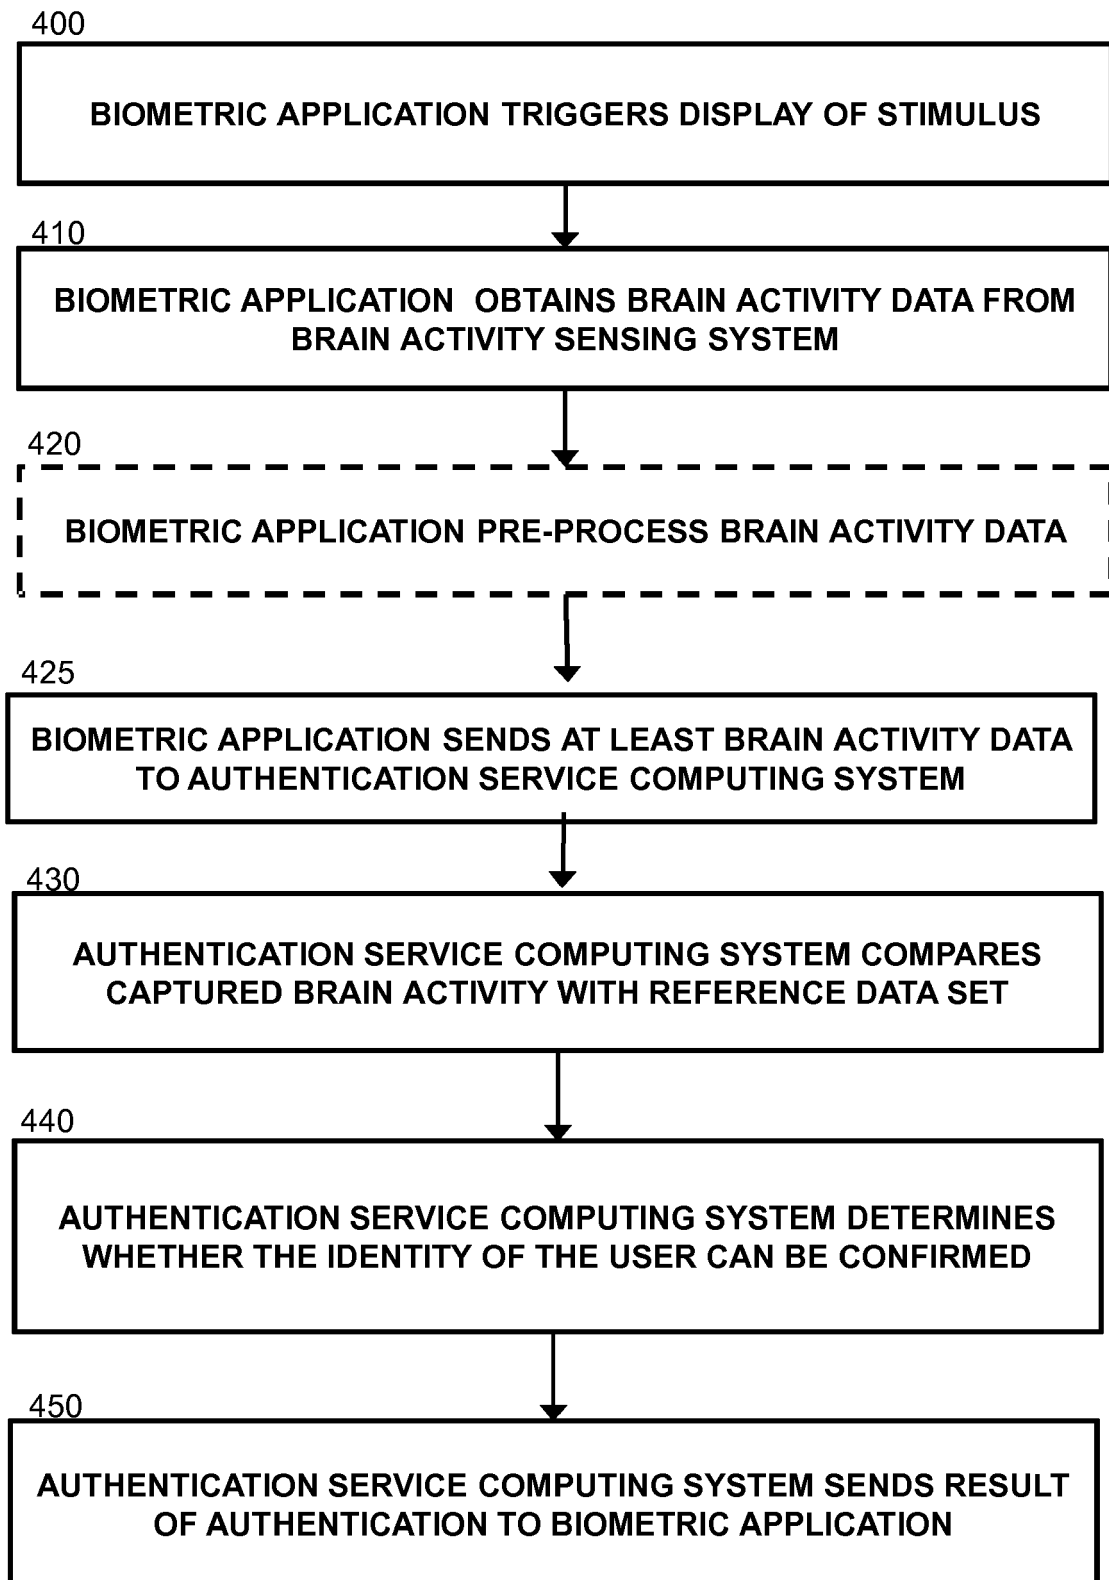 400
BIOMETRIC APPLICATION TRIGGERS DISPLAY OF STIMULUS
410
BIOMETRIC APPLICATION OBTAINS BRAIN ACTIVITY DATA FROM
BRAIN ACTIVITY SENSING SYSTEM
420
BIOMETRIC APPLICATION PRE-PROCESS BRAIN ACTIVITY DATA
425
BIOMETRIC APPLICATION SENDS AT LEAST BRAIN ACTIVITY DATA
TO AUTHENTICATION SERVICE COMPUTING SYSTEM
430
AUTHENTICATION SERVICE COMPUTING SYSTEM COMPARES
CAPTURED BRAIN ACTIVITY WITH REFERENCE DATA SET
440
AUTHENTICATION SERVICE COMPUTING SYSTEM DETERMINES
WHETHER THE IDENTITY OF THE USER CAN BE CONFIRMED
450
AUTHENTICATION SERVICE COMPUTING SYSTEM SENDS RESULT
OF AUTHENTICATION TO BIOMETRIC APPLICATION